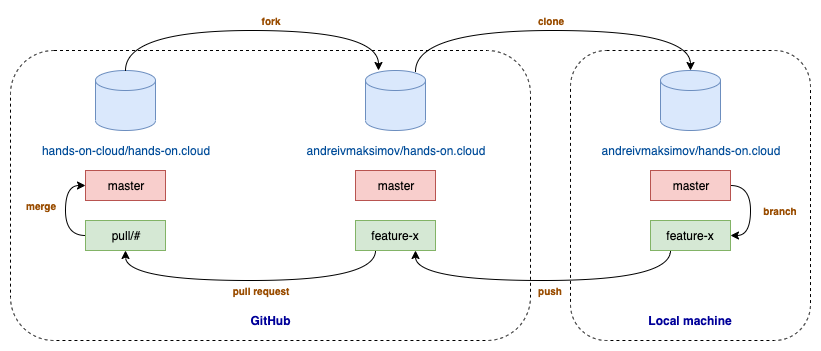 fork
clone
hands-on-cloud/hands-on.cloud
andreivmaksimov/hands-on.cloud
andreivmaksimov/hands-on.cloud
master
master
master
merge
branch
pull/#
feature-x
feature-x
pull request
push
GitHub
Local machine